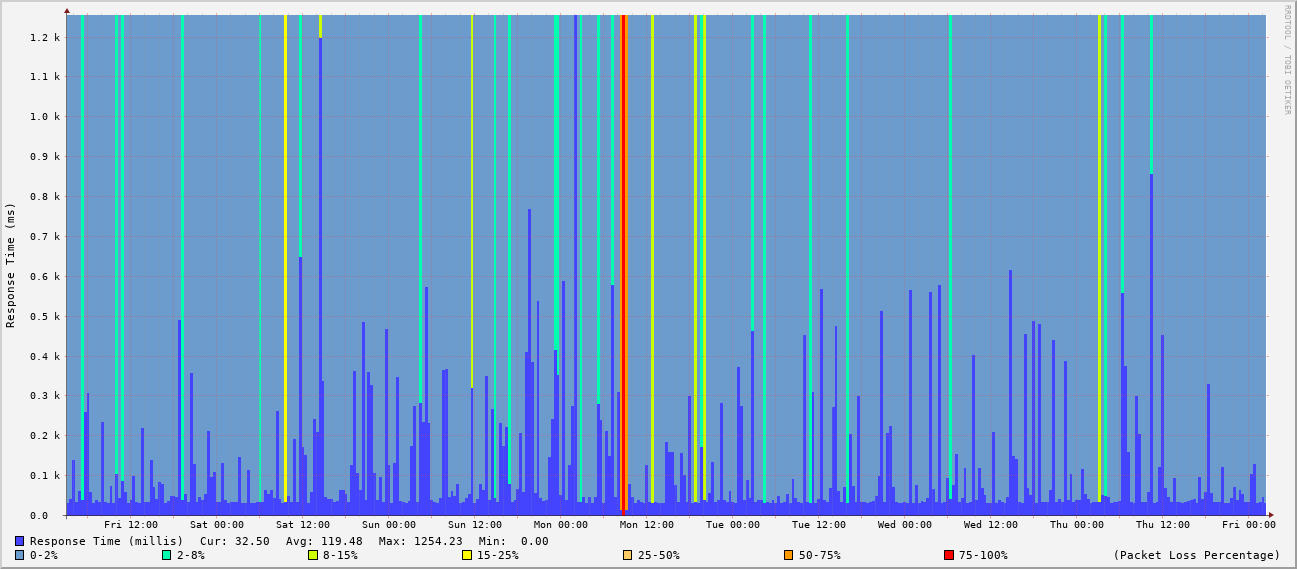 RRDTOOL / TOBI OETIKER
Response Time (ms)
1.2 k
1.1 k
1.0 k
0.9 k
0.8 k
0.7 k
0.6 k
0.5 k
0.4 k
0.3 k
0.2 k
0.1 k
0.0
Fri 12:00 Sat 00:00 Sat 12:00 Sun 00:00 Sun 12:00 Mon 00:00 Mon 12:00 Tue 00:00 Tue 12:00 Wed 00:00 Wed 12:00 Thu 00:00 Thu 12:00 Fri 00:00
Response Time (millis) Cur: 32.50 Avg: 119.48 Max: 1254.23 Min: 0.00
0-2% 2-8% 8-15% 15-25% 25-50% 50-75% 75-100% (Packet Loss Percentage)